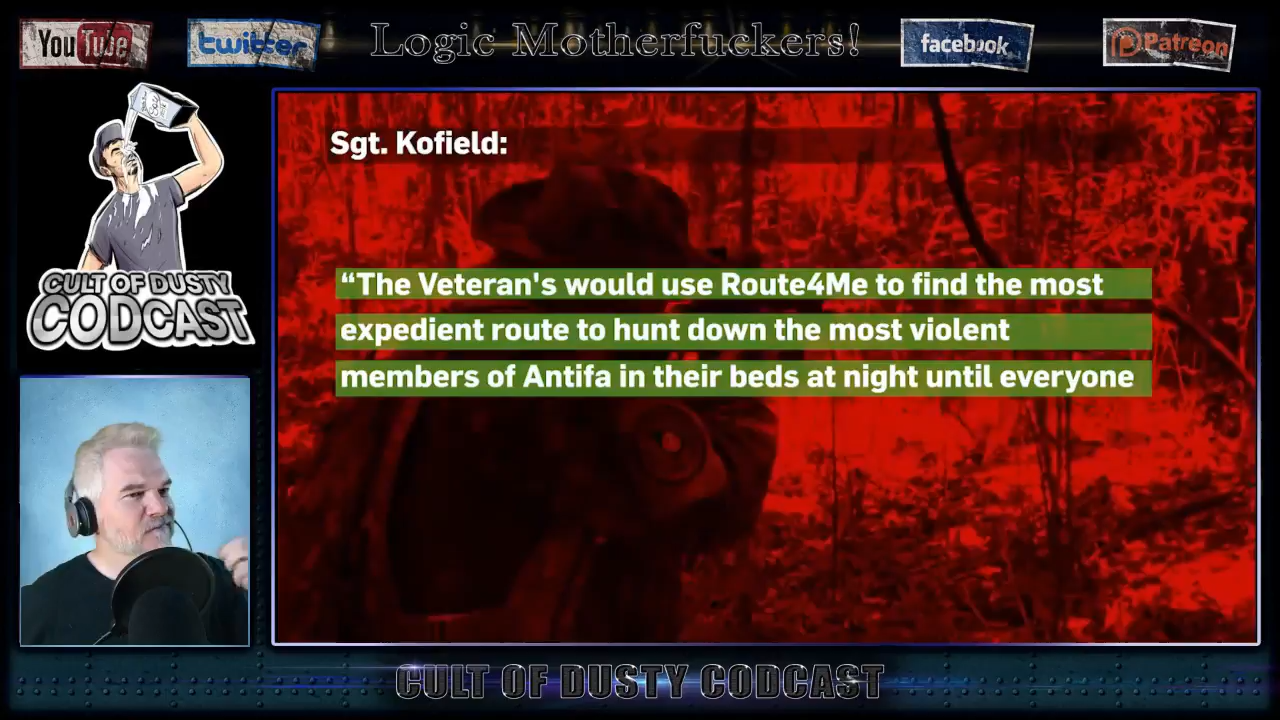 YouTube
twitter
Logic Motherfuckers!
facebook
Patreon
Sgt. Kofield:
“The Veteran's would use Route4Me to find the most
expedient route to hunt down the most violent
members of Antifa in their beds at night until everyone
CULT OF DUSTY
CODCAST
CULT OF DUSTY CODCAST